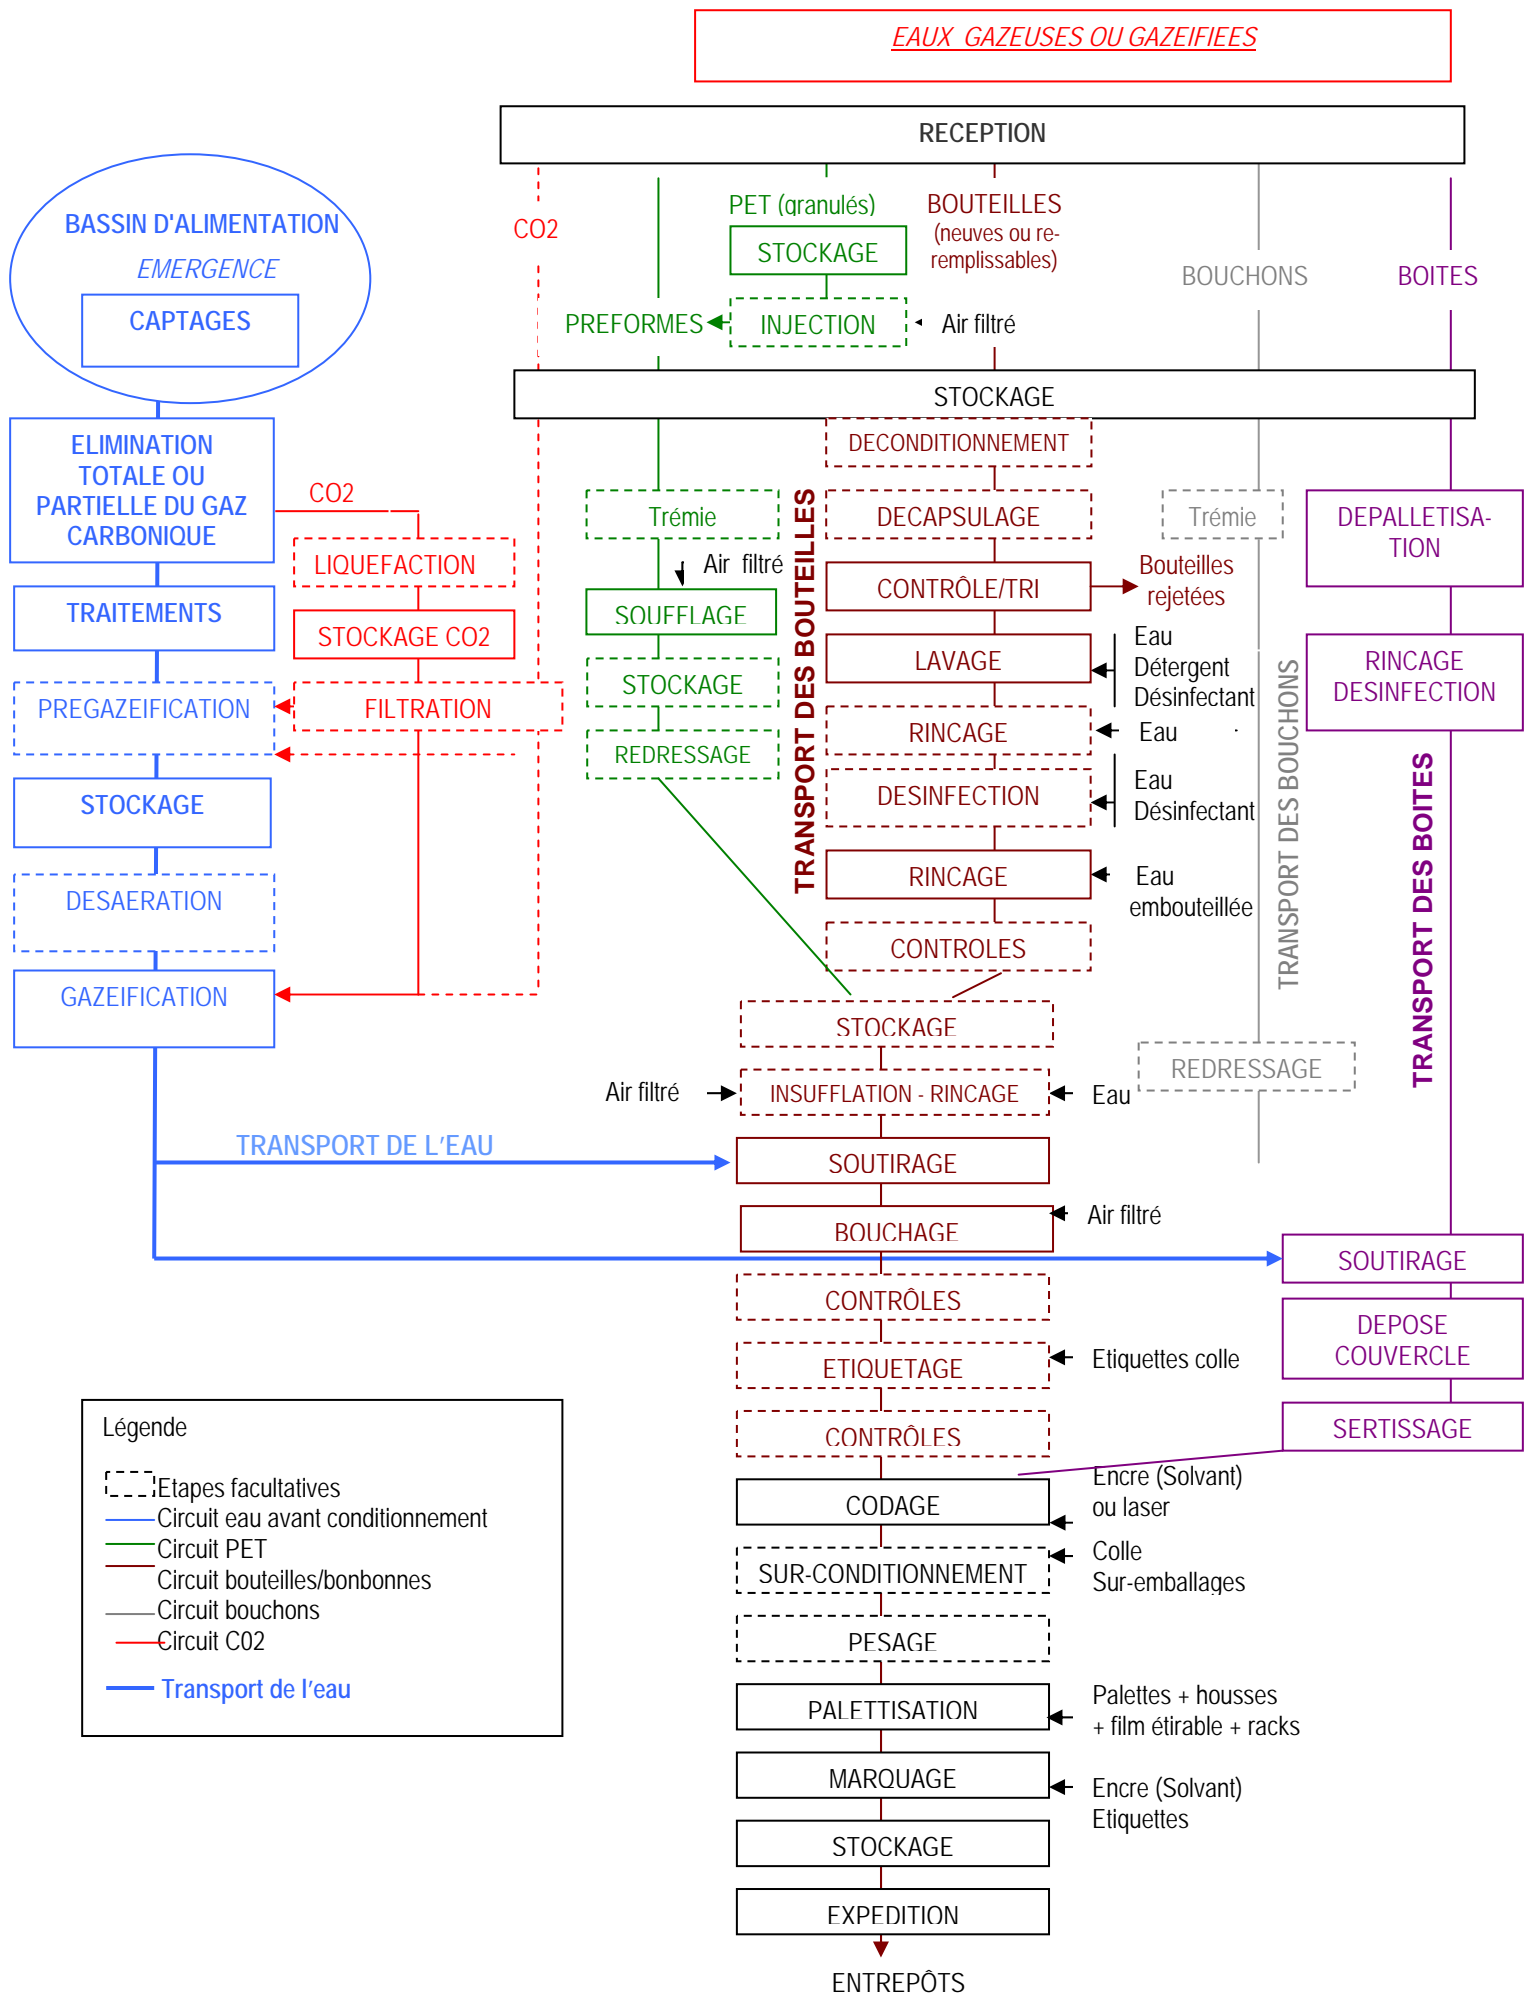 EAUX GAZEUSES OU GAZEIFIEES
RECEPTION
BASSIN D'ALIMENTATION
EMERGENCE
CAPTAGES
CO2
PET (granulés)
STOCKAGE
BOUTEILLES
(neuves ou re-
remplissables)
BOUCHONS
BOITES
PREFORMES
INJECTION
Air filtré
STOCKAGE
ELIMINATION
TOTALE OU
PARTIELLE DU GAZ
CARBONIQUE
CO2
LIQUEFACTION
TRAITEMENTS
STOCKAGE CO2
PREGAZEIFICATION
FILTRATION
STOCKAGE
DESAERATION
GAZEIFICATION
Trémie
Air filtré
SOUFFLAGE
STOCKAGE
REDRESSAGE
TRANSPORT DES BOUTEILLES
DECONDITIONNEMENT
DECAPSULAGE
CONTRÔLE/TRI
Bouteilles
rejetées
LAVAGE
Eau
Détergent
Désinfectant
RINCAGE
Eau
DESINFECTION
Eau
Désinfectant
RINCAGE
Eau
embouteillée
CONTROLES
Trémie
TRANSPORT DES BOUCHONS
REDRESSAGE
DEPALLETISA-
TION
RINCAGE
DESINFECTION
TRANSPORT DES BOITES
STOCKAGE
Air filtré
INSUFFLATION - RINCAGE
Eau
TRANSPORT DE L'EAU
SOUTIRAGE
BOUCHAGE
Air filtré
SOUTIRAGE
CONTRÔLES
DEPOSE
COUVERCLE
ETIQUETAGE
Etiquettes colle
CONTRÔLES
SERTISSAGE
CODAGE
Encre (Solvant)
ou laser
SUR-CONDITIONNEMENT
Colle
Sur-emballages
PESAGE
PALETTISATION
Palettes + housses
+ film étirable + racks
MARQUAGE
Encre (Solvant)
Etiquettes
STOCKAGE
EXPEDITION
ENTREPÔTS
Légende
Etapes facultatives
Circuit eau avant conditionnement
Circuit PET
Circuit bouteilles/bonbonnes
Circuit bouchons
Circuit C02
Transport de l'eau